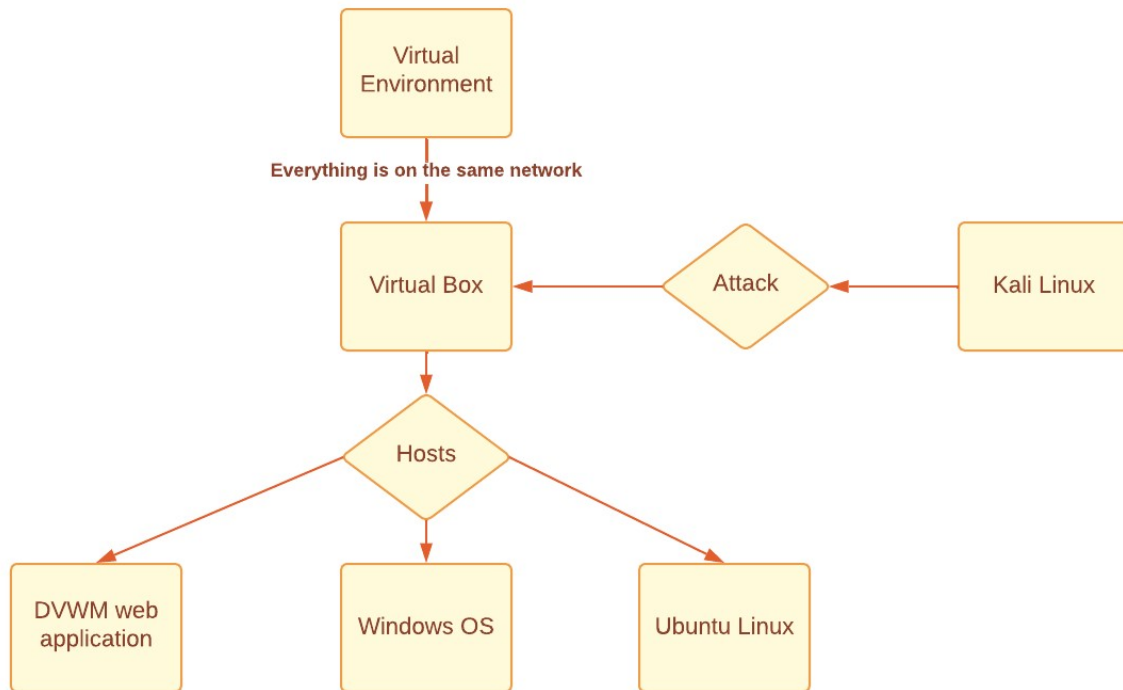 Virtual
Environment
Everything is on the same network
Virtual Box
Attack
Kali Linux
Hosts
DVWM web
application
Windows OS
Ubuntu Linux